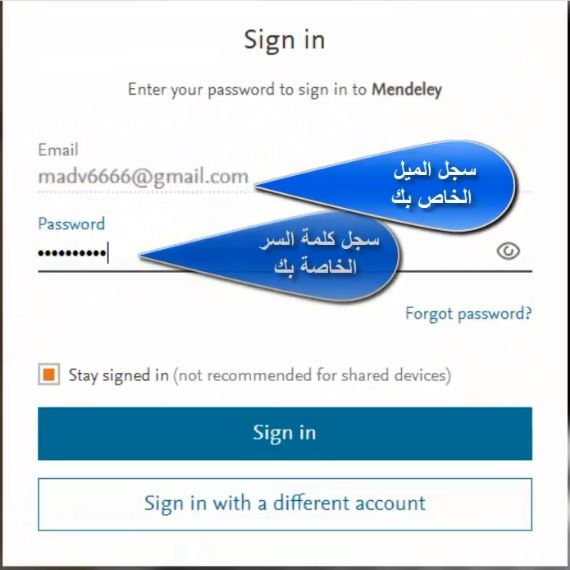 Sign in
Enter your password to sign in to Mendeley
Email
madv6666@gmail.com
سجل الميل
الخاص بك
Password
••••••••••
سجل كلمة السر
الخاصة بك
Forgot password?
Stay signed in (not recommended for shared devices)
Sign in
Sign in with a different account